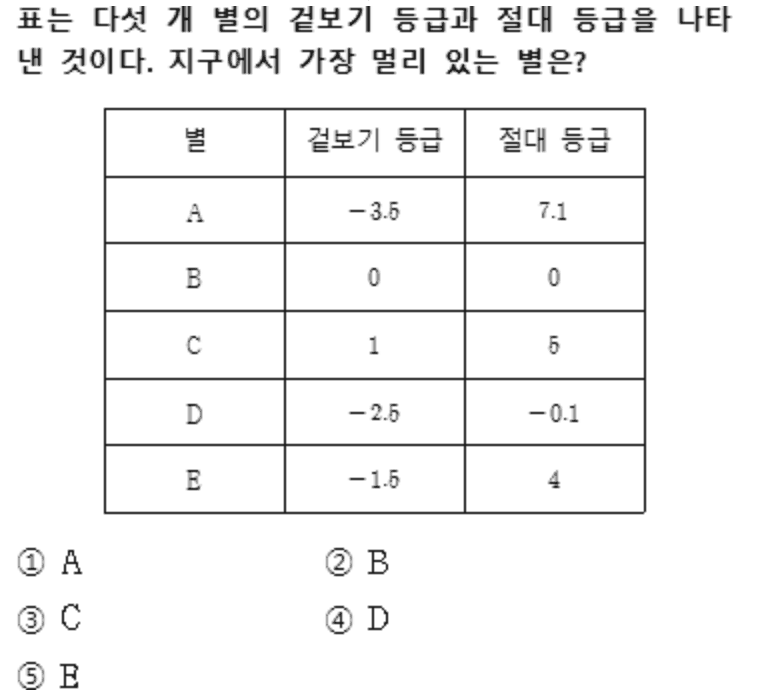 표는 다섯 개 별의 겉보기 등급과 절대 등급을 나타
낸 것이다. 지구에서 가장 멀리 있는 별은?
별 겉보기 등급 절대 등급
A −3.5 7.1
B 0 0
C 1 5
D −2.5 −0.1
E −1.5 4
① A ② B
③ C ④ D
⑤ E